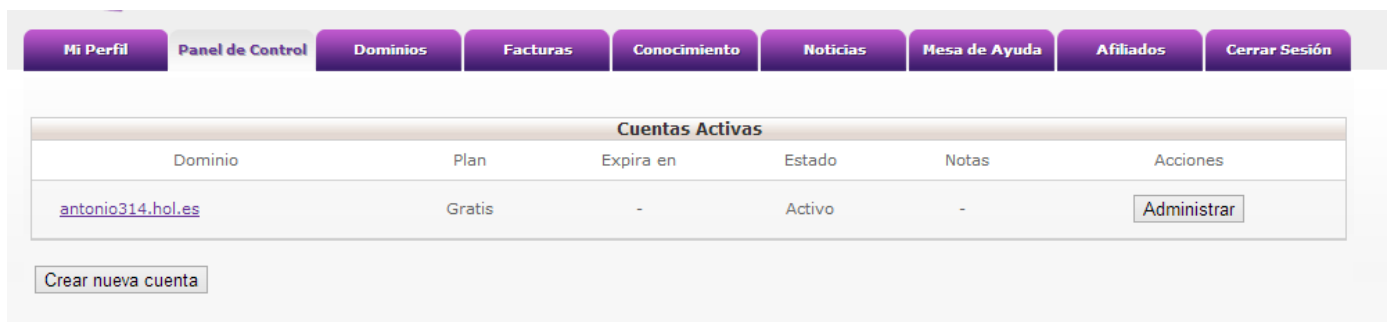 Mi Perfil Panel de Control Dominios Facturas Conocimiento Noticias Mesa de Ayuda Afiliados Cerrar Sesión
Cuentas Activas
Dominio Plan Expira en Estado Notas Acciones
antonio314.hol.es Gratis - Activo - Administrar
Crear nueva cuenta